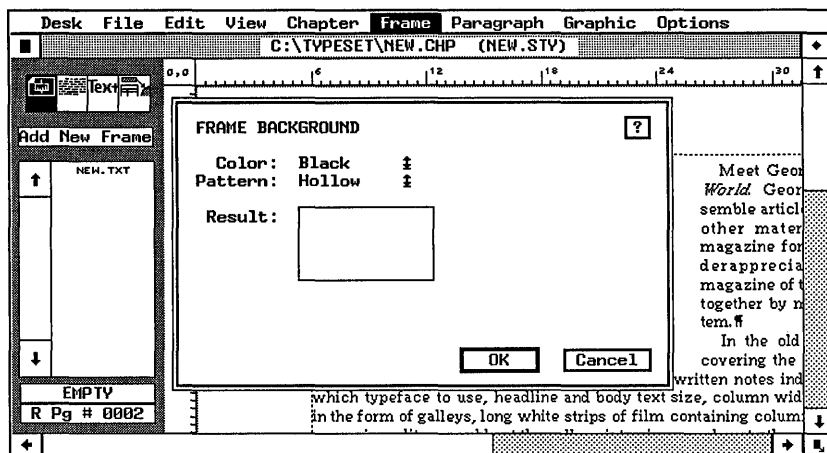 Desk File Edit View Chapter Frame Paragraph Graphic Options
C:\TYPESET\NEW.CHP (NEW.STY)
0,0 6 12 18 24 30
Text
Add New Frame
NEW.TXT
EMPTY
R Pg # 0002
FRAME BACKGROUND ?
Color: Black
Pattern: Hollow
Result:
OK Cancel
Meet Geor
World. Geor
semble articl
other mater
magazine for
derapprecia
magazine of t
together by n
tem.¶
In the old
covering the
written notes ind
which typeface to use, headline and body text size, column wid
in the form of galleys, long white strips of film containing colum